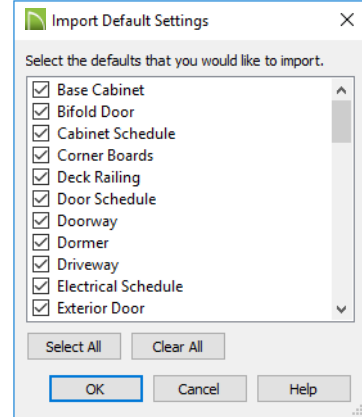 Import Default Settings
Select the defaults that you would like to import.
Base Cabinet
Bifold Door
Cabinet Schedule
Corner Boards
Deck Railing
Door Schedule
Doorway
Dormer
Driveway
Electrical Schedule
Exterior Door
Select All Clear All
OK Cancel Help